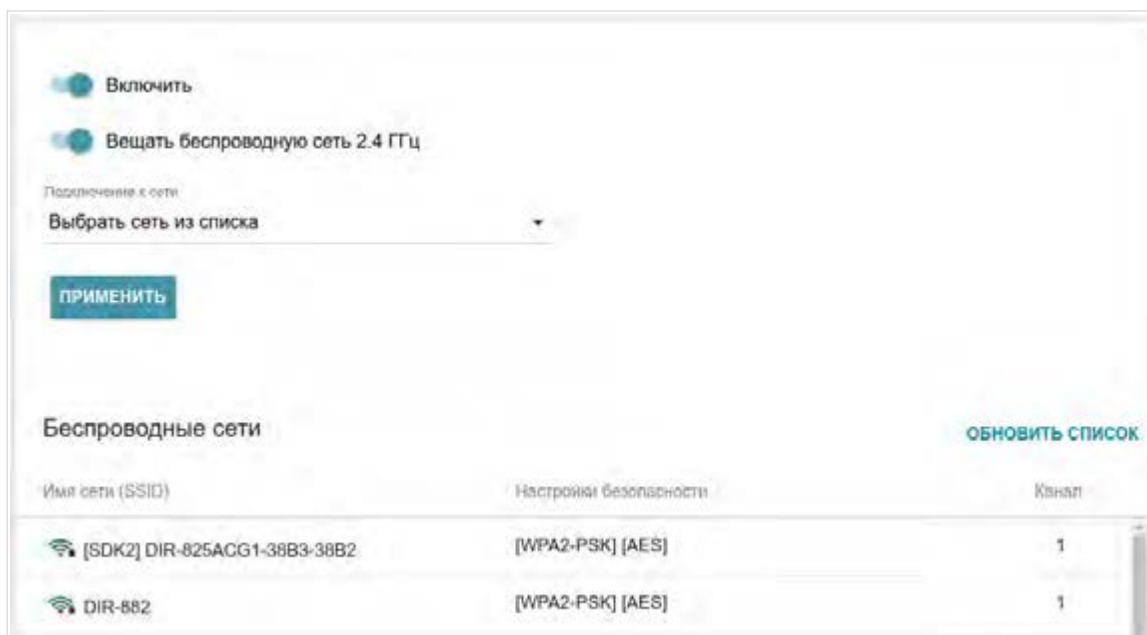 Включить
Вещать беспроводную сеть 2.4 ГГц
Подключение к сети
Выбрать сеть из списка
ПРИМЕНИТЬ
Беспроводные сети
ОБНОВИТЬ СПИСОК
Имя сети (SSID) Настройки безопасности Канал
[SDK2] DIR-825ACG1-38B3-38B2 [WPA2-PSK] [AES] 1
DIR-882 [WPA2-PSK] [AES] 1